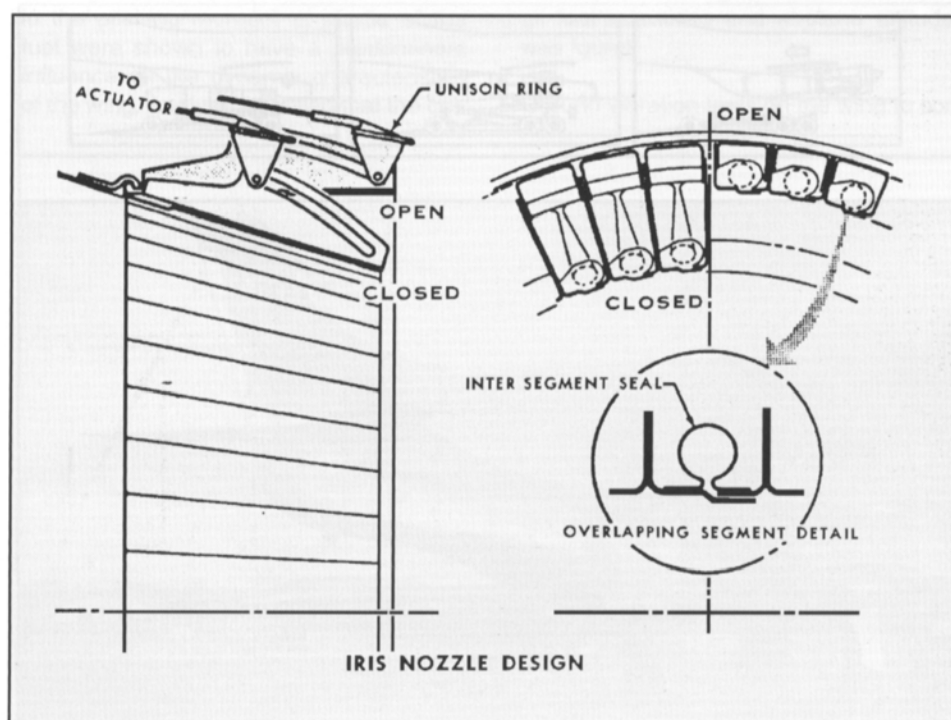 TO
ACTUATOR
UNISON RING
OPEN
CLOSED
OPEN
CLOSED
INTER SEGMENT SEAL
OVERLAPPING SEGMENT DETAIL
IRIS NOZZLE DESIGN